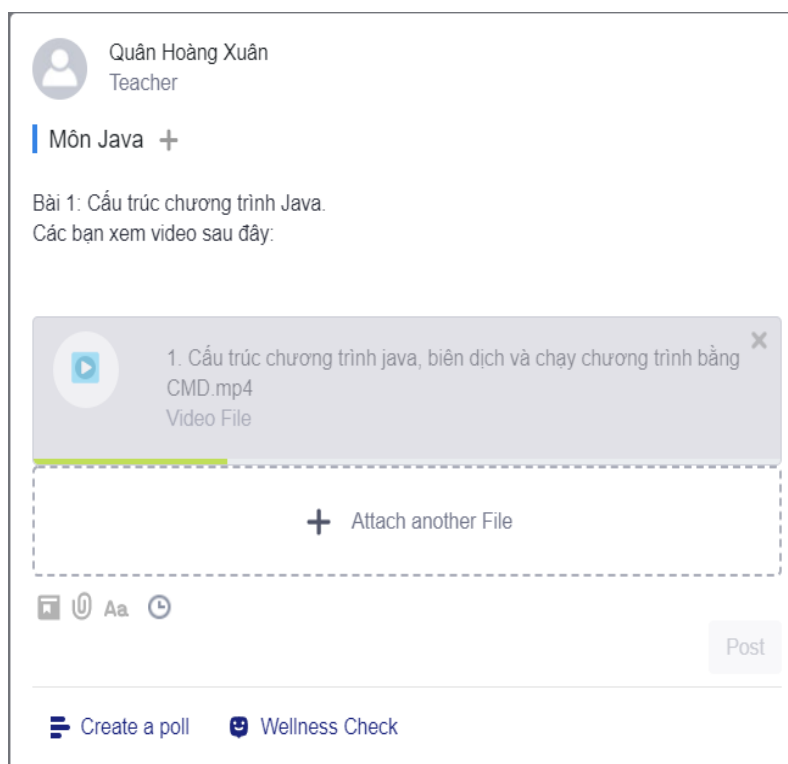 Quân Hoàng Xuân
Teacher
Môn Java
Bài 1: Cấu trúc chương trình Java.
Các bạn xem video sau đây:
1. Cấu trúc chương trình java, biên dịch và chạy chương trình bằng
CMD.mp4
Video File
Attach another File
Aa
Post
Create a poll Wellness Check